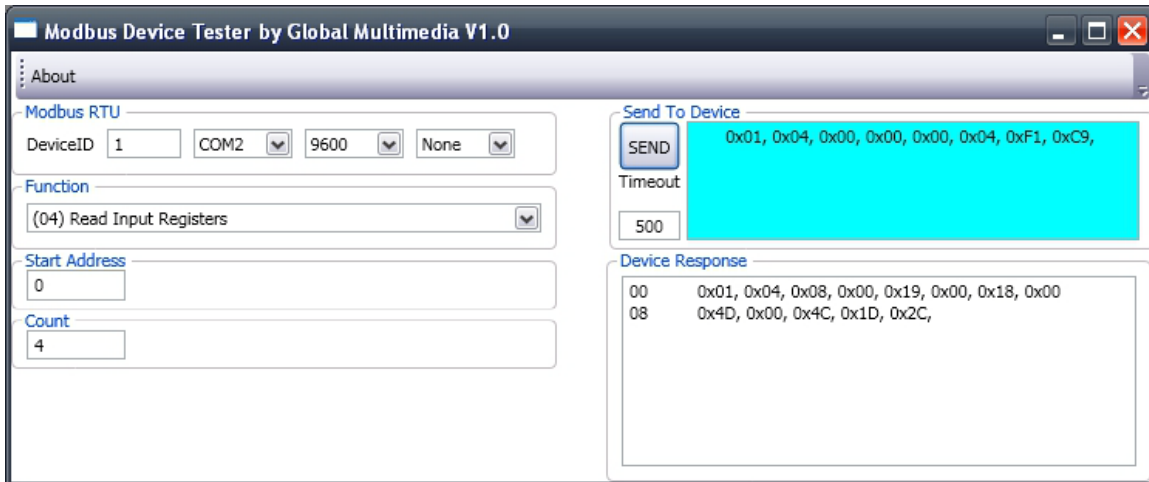 Modbus Device Tester by Global Multimedia V1.0
About
Modbus RTU
DeviceID 1 COM2 9600 None
Function
(04) Read Input Registers
Start Address
0
Count
4
Send To Device
SEND
0x01, 0x04, 0x00, 0x00, 0x00, 0x04, 0xF1, 0xC9,
Timeout
500
Device Response
00 0x01, 0x04, 0x08, 0x00, 0x19, 0x00, 0x18, 0x00
08 0x4D, 0x00, 0x4C, 0x1D, 0x2C,